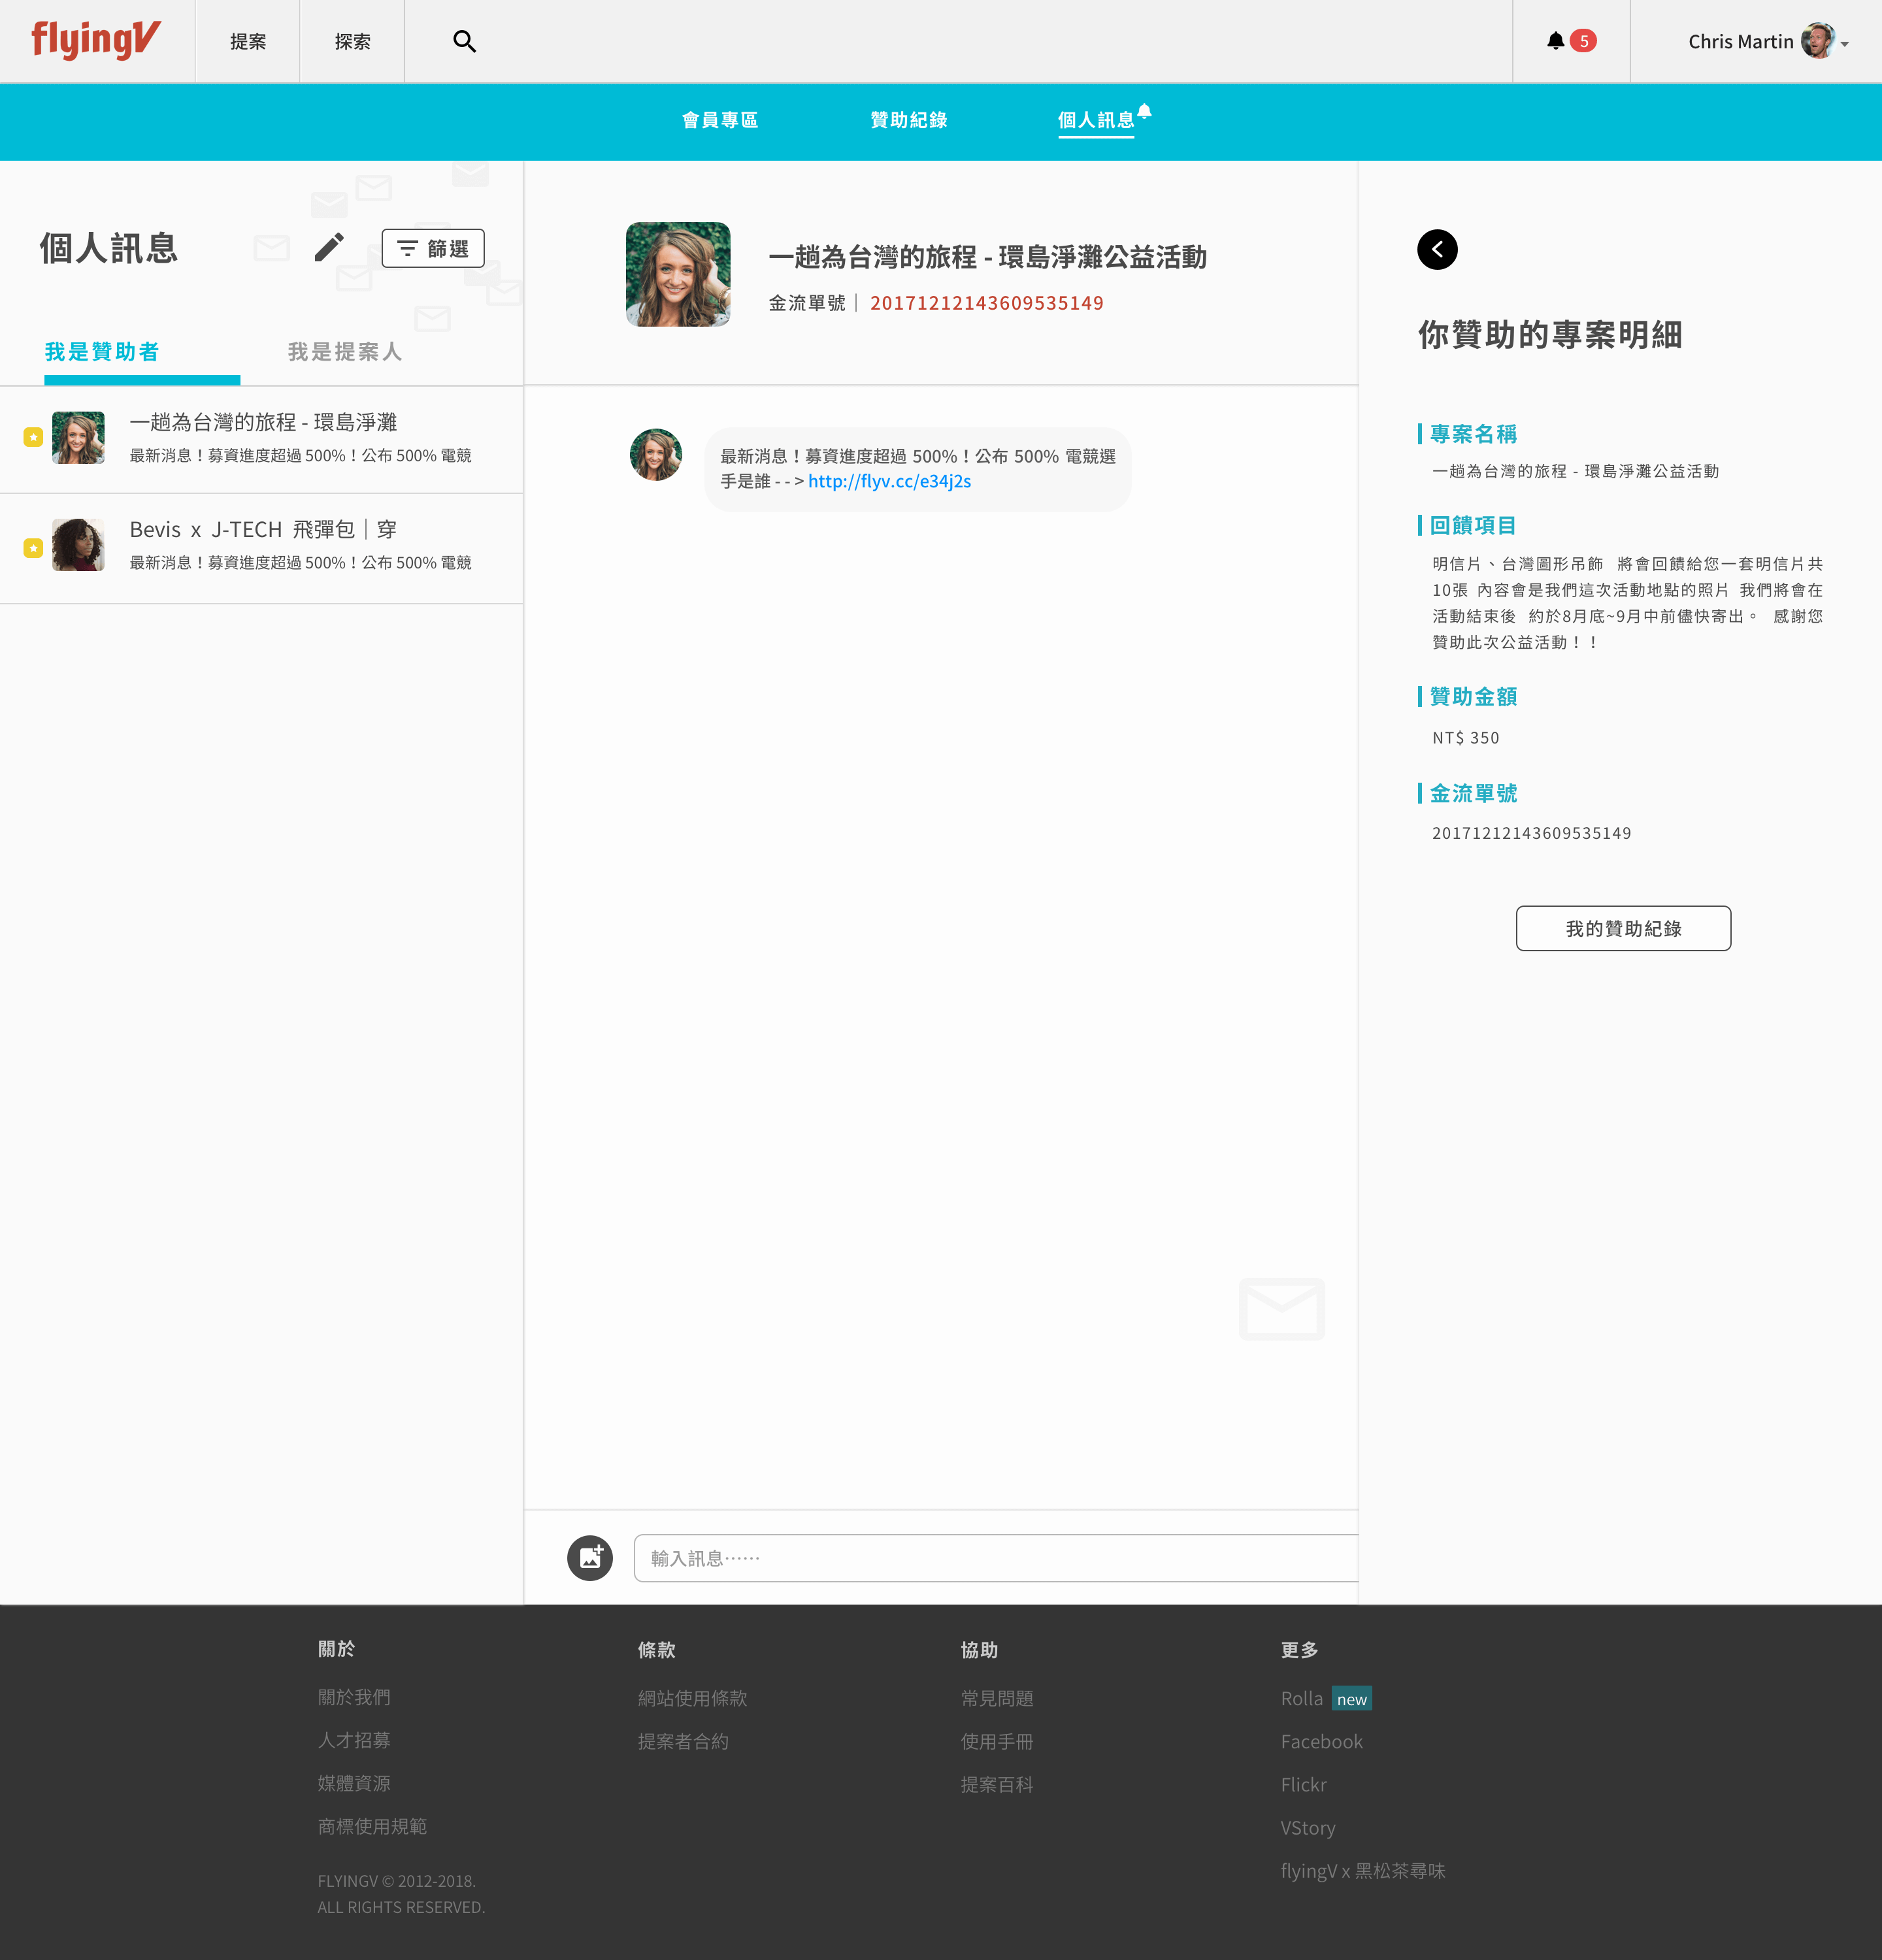 flyingV
提案
探索
5
Chris Martin
會員專區
贊助紀錄
個人訊息
個人訊息
篩選
我是贊助者
我是提案人
一趟為台灣的旅程 - 環島淨灘
最新消息！募資進度超過 500%！公布 500% 電競
Bevis x J-TECH 飛彈包｜穿
最新消息！募資進度超過 500%！公布 500% 電競
一趟為台灣的旅程 - 環島淨灘公益活動
金流單號｜ 20171212143609535149
最新消息！募資進度超過 500%！公布 500% 電競選
手是誰 - - > http://flyv.cc/e34j2s
輸入訊息⋯⋯
你贊助的專案明細
專案名稱
一趟為台灣的旅程 - 環島淨灘公益活動
回饋項目
明信片、台灣圖形吊飾 將會回饋給您一套明信片共
10張 內容會是我們這次活動地點的照片 我們將會在
活動結束後 約於8月底~9月中前儘快寄出。 感謝您
贊助此次公益活動！！
贊助金額
NT$ 350
金流單號
20171212143609535149
我的贊助紀錄
關於
關於我們
人才招募
媒體資源
商標使用規範
FLYINGV © 2012-2018.
ALL RIGHTS RESERVED.
條款
網站使用條款
提案者合約
協助
常見問題
使用手冊
提案百科
更多
Rolla new
Facebook
Flickr
VStory
flyingV x 黑松茶尋味